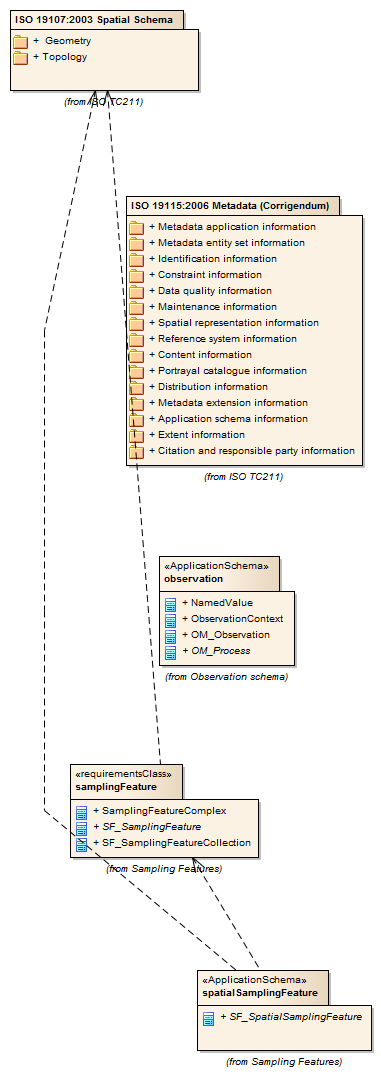 ISO 19107:2003 Spatial Schema
+ Geometry
+ Topology
(from ISO TC211)
ISO 19115:2006 Metadata (Corrigendum)
+ Metadata application information
+ Metadata entity set information
+ Identification information
+ Constraint information
+ Data quality information
+ Maintenance information
+ Spatial representation information
+ Reference system information
+ Content information
+ Portrayal catalogue information
+ Distribution information
+ Metadata extension information
+ Application schema information
+ Extent information
+ Citation and responsible party information
(from ISO TC211)
«ApplicationSchema»
observation
+ NamedValue
+ ObservationContext
+ OM_Observation
+ OM_Process
(from Observation schema)
«requirementsClass»
samplingFeature
+ SamplingFeatureComplex
+ SF_SamplingFeature
+ SF_SamplingFeatureCollection
(from Sampling Features)
«ApplicationSchema»
spatialSamplingFeature
+ SF_SpatialSamplingFeature
(from Sampling Features)